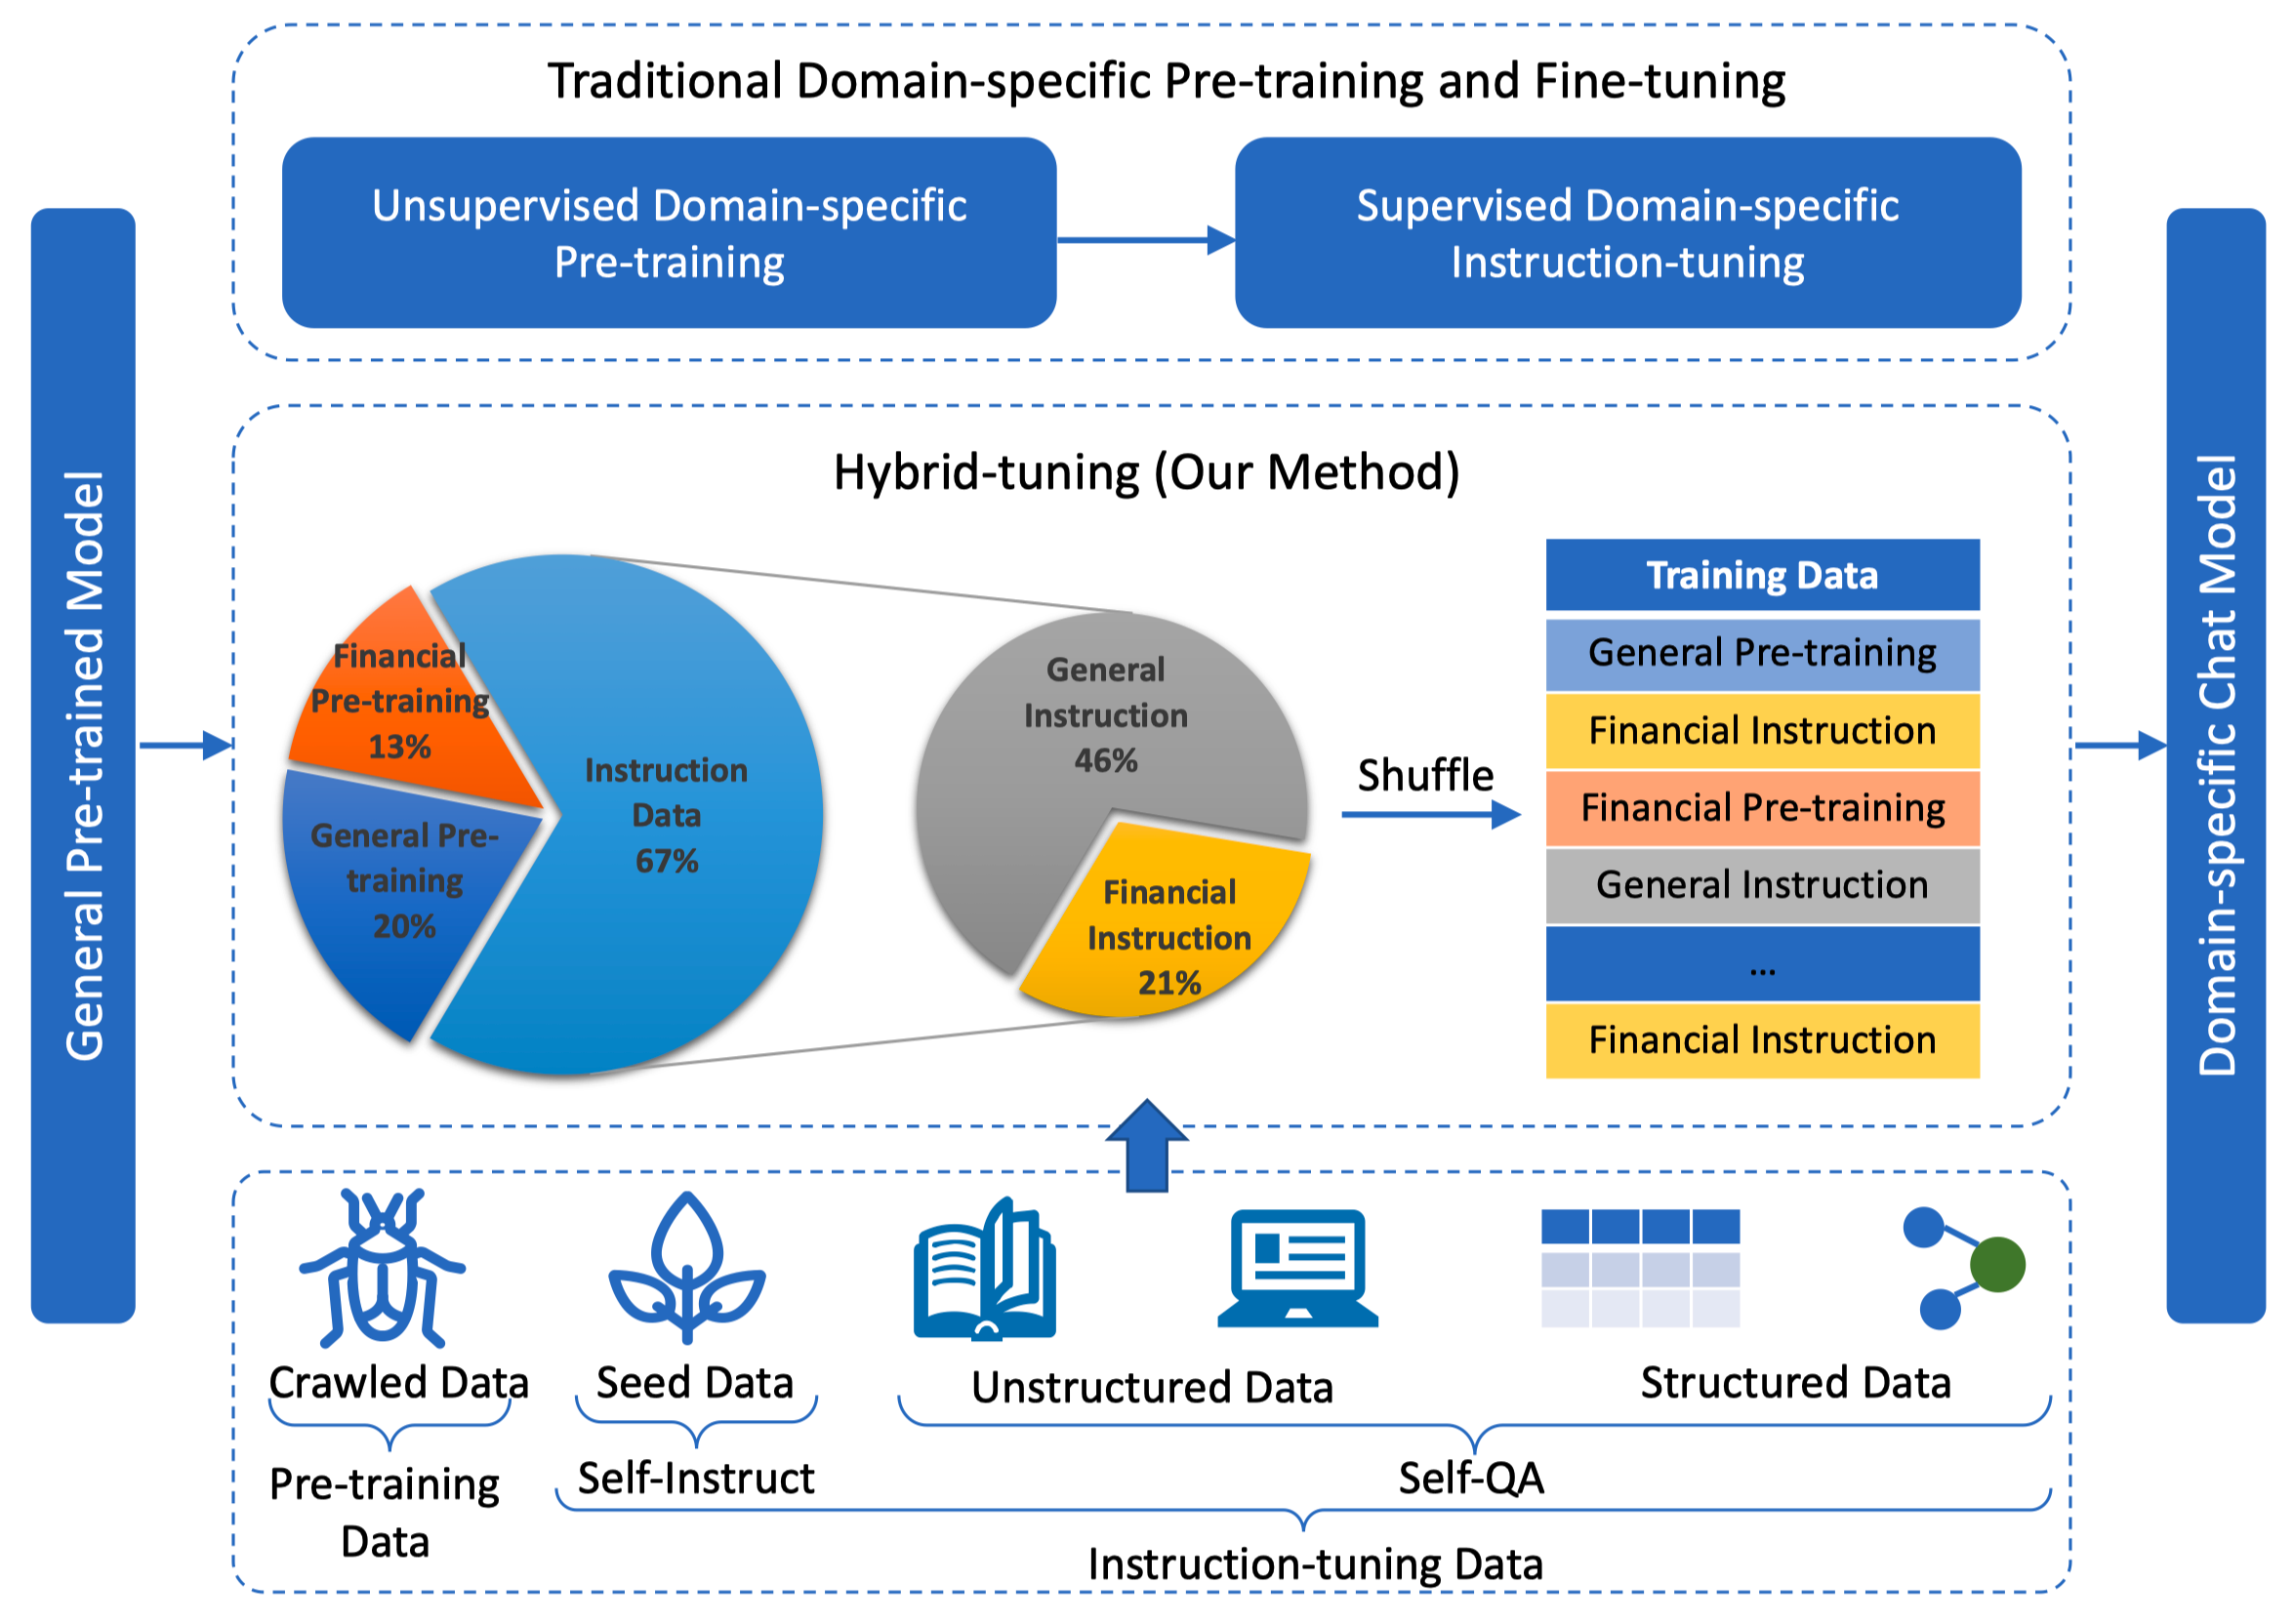 Traditional Domain-specific Pre-training and Fine-tuning
Unsupervised Domain-specific
Pre-training
Supervised Domain-specific
Instruction-tuning
General Pre-trained Model
Hybrid-tuning (Our Method)
Financial
Pre-training
13%
General Pre-
training
20%
Instruction
Data
67%
General
Instruction
46%
Financial
Instruction
21%
Shuffle
Training Data
General Pre-training
Financial Instruction
Financial Pre-training
General Instruction
...
Financial Instruction
Domain-specific Chat Model
Crawled Data
Seed Data
Unstructured Data
Structured Data
Pre-training
Data
Self-Instruct
Self-QA
Instruction-tuning Data